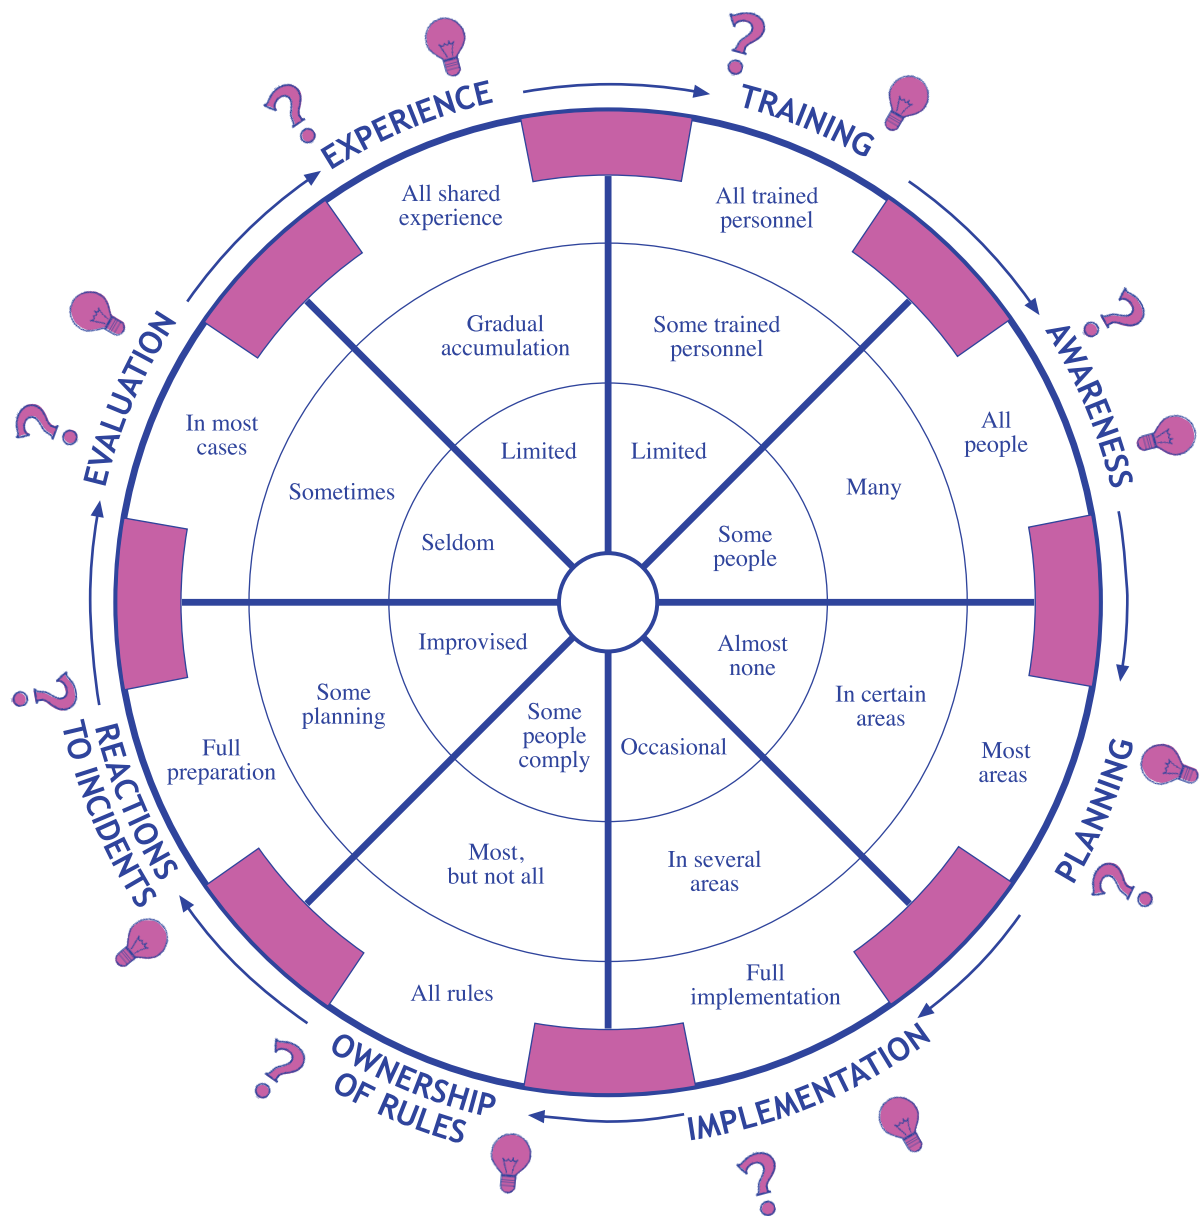 EXPERIENCE
All shared
experience
Gradual
accumulation
Limited
TRAINING
All trained
personnel
Some trained
personnel
Limited
AWARENESS
All
people
Many
Some
people
PLANNING
Most
areas
In certain
areas
Almost
none
IMPLEMENTATION
Full
implementation
In several
areas
Occasional
OWNERSHIP
OF RULES
All rules
Most,
but not all
Some
people
comply
REACTIONS
TO INCIDENTS
Full
preparation
Some
planning
Improvised
EVALUATION
In most
cases
Sometimes
Seldom
?
?
?
?
?
?
?
?